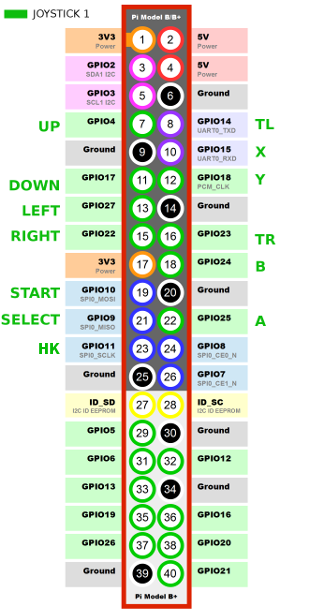 JOYSTICK 1
Pi Model B/B+
3V3 Power 1 2 5V Power
GPIO2 SDA1 I2C 3 4 5V Power
GPIO3 SCL1 I2C 5 6 Ground
UP GPIO4 7 8 GPIO14 UART0_TXD TL
Ground 9 10 GPIO15 UART0_RXD X
DOWN GPIO17 11 12 GPIO18 PCM_CLK Y
LEFT GPIO27 13 14 Ground
RIGHT GPIO22 15 16 GPIO23 TR
3V3 Power 17 18 GPIO24 B
START GPIO10 SPI0_MOSI 19 20 Ground
SELECT GPIO9 SPI0_MISO 21 22 GPIO25 A
HK GPIO11 SPI0_SCLK 23 24 GPIO8 SPI0_CE0_N
Ground 25 26 GPIO7 SPI0_CE1_N
ID_SD I2C ID EEPROM 27 28 ID_SC I2C ID EEPROM
GPIO5 29 30 Ground
GPIO6 31 32 GPIO12
GPIO13 33 34 Ground
GPIO19 35 36 GPIO16
GPIO26 37 38 GPIO20
Ground 39 40 GPIO21
Pi Model B+